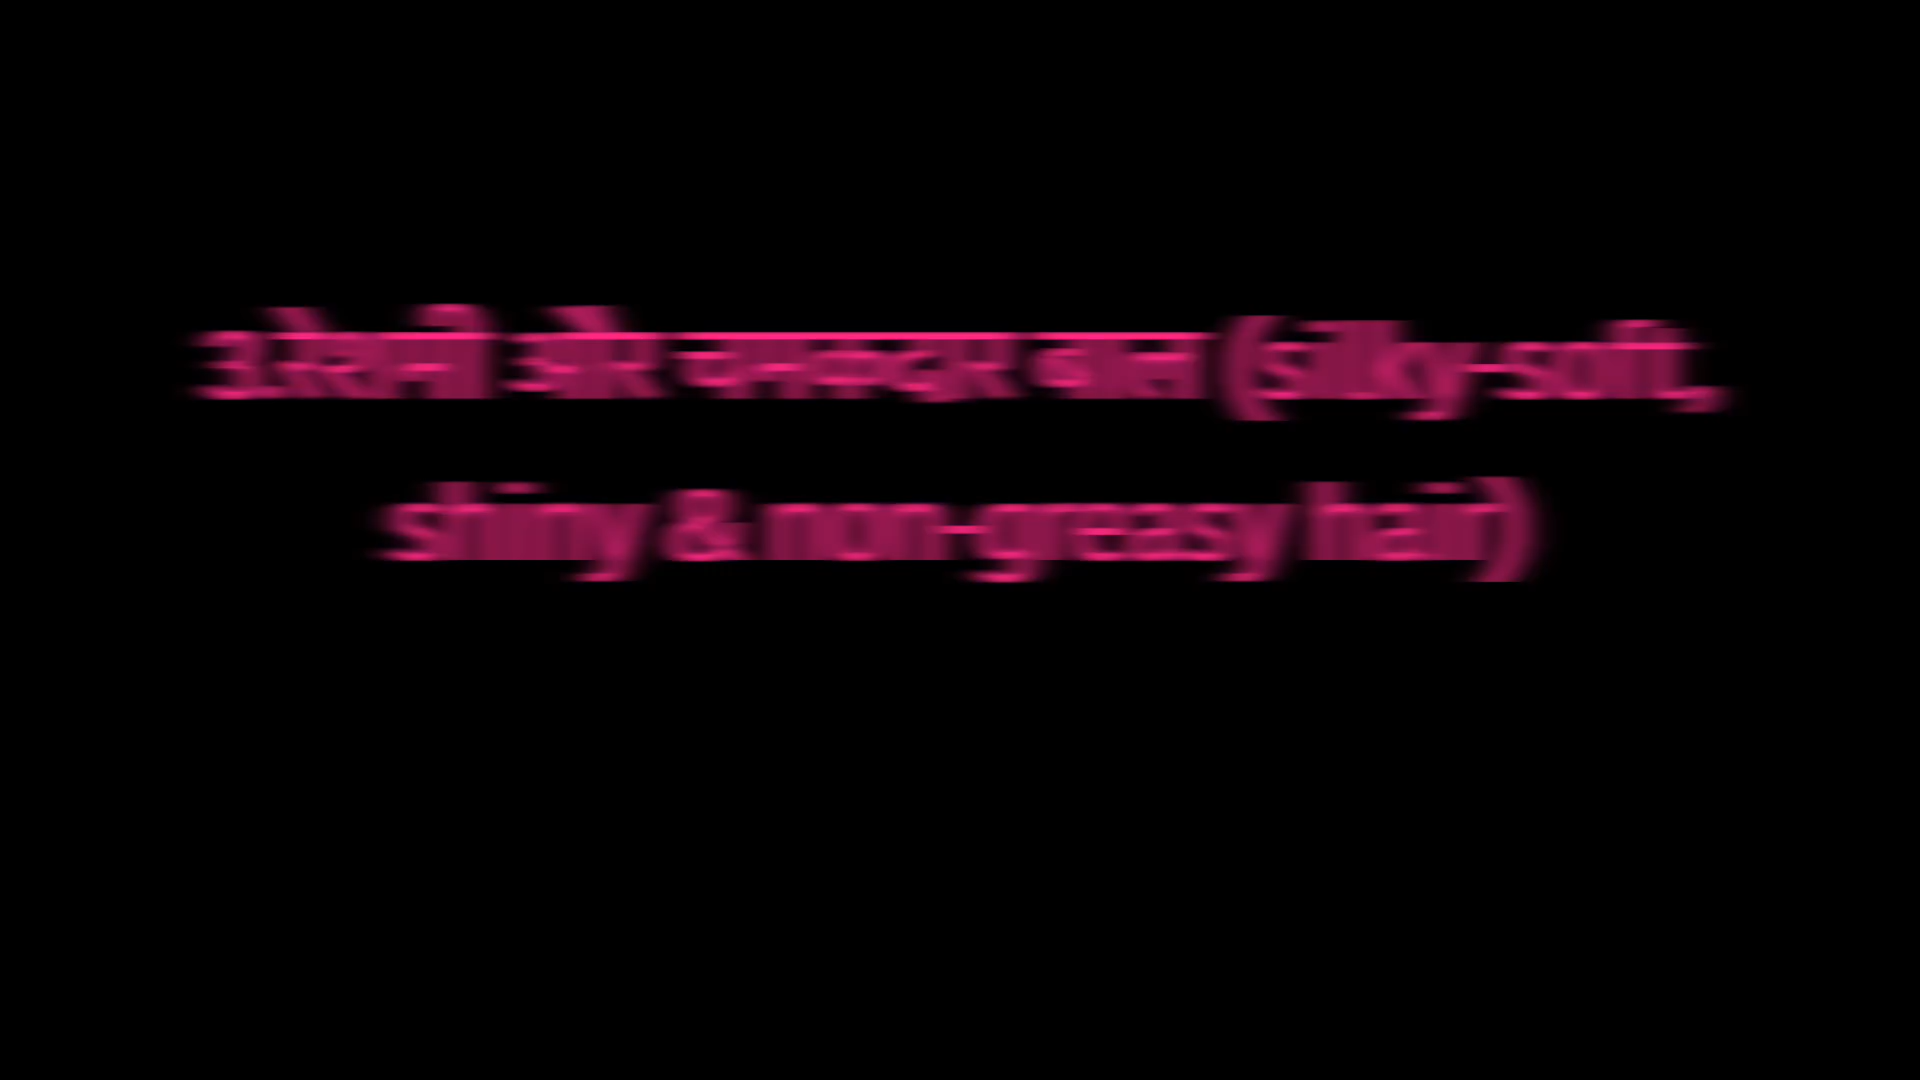 3.रेशमी और चमकदार बाल (silky-soft,
shiny & non-greasy hair)